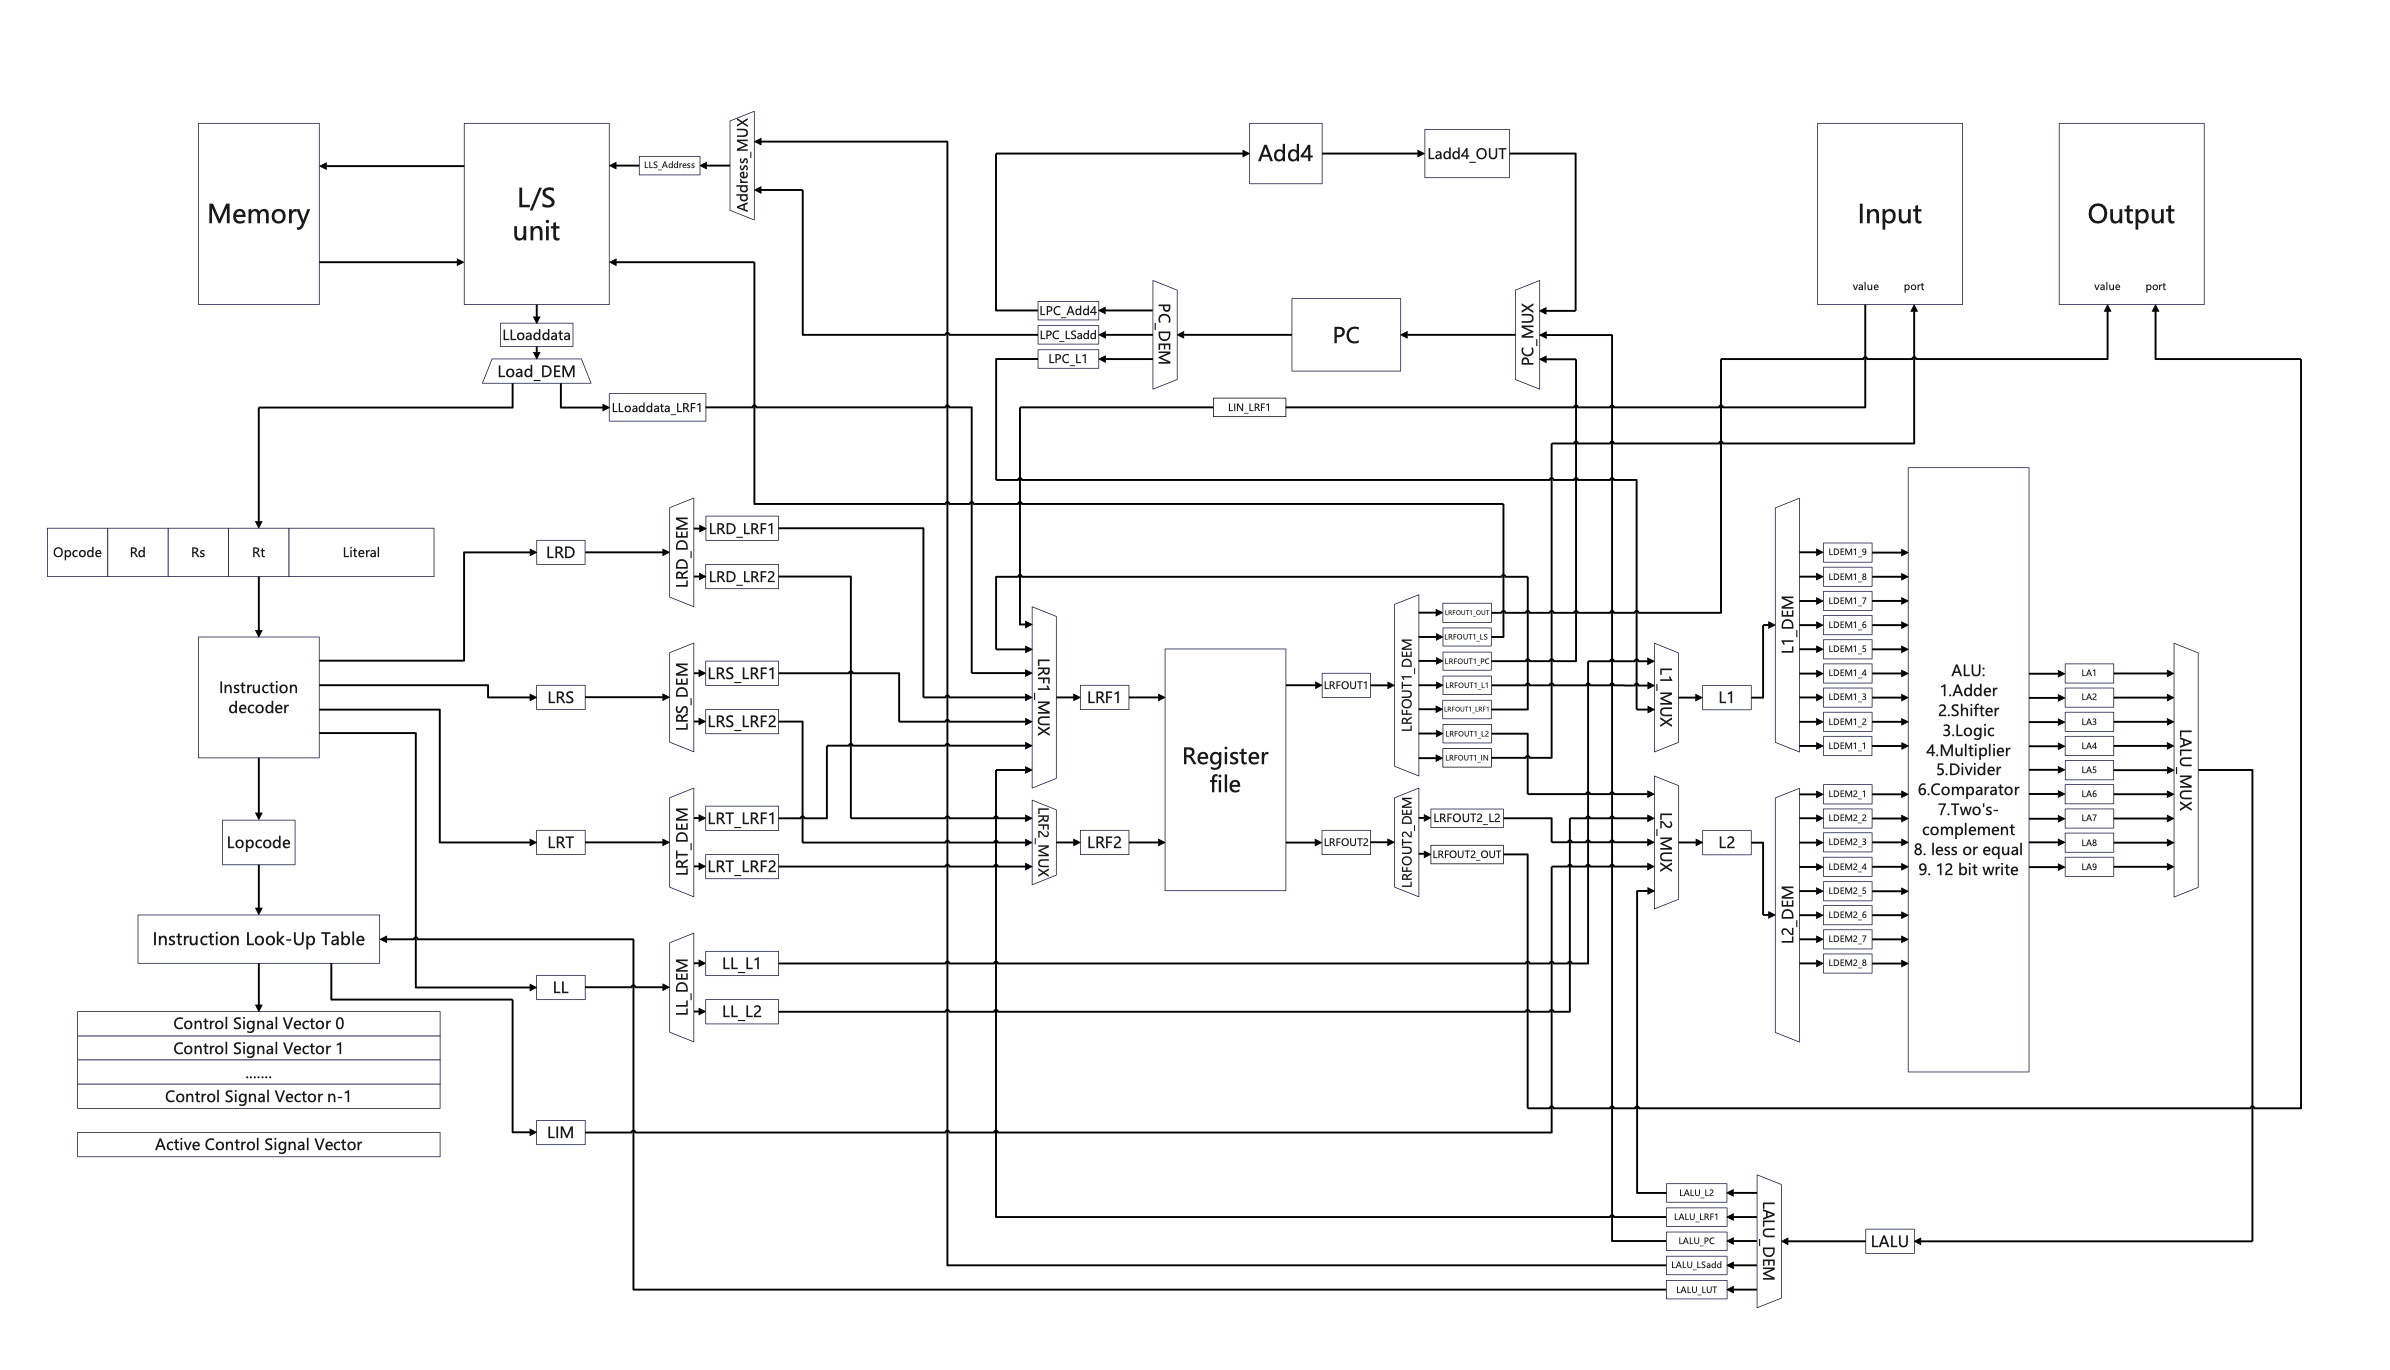 Memory
L/S
unit
LLS_Address
Address_MUX
Add4
Ladd4_OUT
Input
value
port
Output
value
port
LLoaddata
Load_DEM
LLoaddata_LRF1
LPC_Add4
LPC_LSadd
LPC_L1
PC_DEM
PC
PC_MUX
LIN_LRF1
Opcode
Rd
Rs
Rt
Literal
Instruction
decoder
Lopcode
Instruction Look-Up Table
Control Signal Vector 0
Control Signal Vector 1
.......
Control Signal Vector n-1
Active Control Signal Vector
LRD
LRS
LRT
LL
LIM
LRD_DEM
LRD_LRF1
LRD_LRF2
LRS_DEM
LRS_LRF1
LRS_LRF2
LRT_DEM
LRT_LRF1
LRT_LRF2
LL_DEM
LL_L1
LL_L2
LRF1_MUX
LRF2_MUX
LRF1
LRF2
Register
file
LRFOUT1
LRFOUT2
LRFOUT1_DEM
LRFOUT1_OUT
LRFOUT1_LS
LRFOUT1_PC
LRFOUT1_L1
LRFOUT1_LRF1
LRFOUT1_L2
LRFOUT1_IN
LRFOUT2_DEM
LRFOUT2_L2
LRFOUT2_OUT
L1_MUX
L2_MUX
L1
L2
L1_DEM
LDEM1_9
LDEM1_8
LDEM1_7
LDEM1_6
LDEM1_5
LDEM1_4
LDEM1_3
LDEM1_2
LDEM1_1
L2_DEM
LDEM2_1
LDEM2_2
LDEM2_3
LDEM2_4
LDEM2_5
LDEM2_6
LDEM2_7
LDEM2_8
ALU:
1.Adder
2.Shifter
3.Logic
4.Multiplier
5.Divider
6.Comparator
7.Two's-
complement
8. less or equal
9. 12 bit write
LA1
LA2
LA3
LA4
LA5
LA6
LA7
LA8
LA9
LALU_MUX
LALU
LALU_DEM
LALU_L2
LALU_LRF1
LALU_PC
LALU_LSadd
LALU_LUT